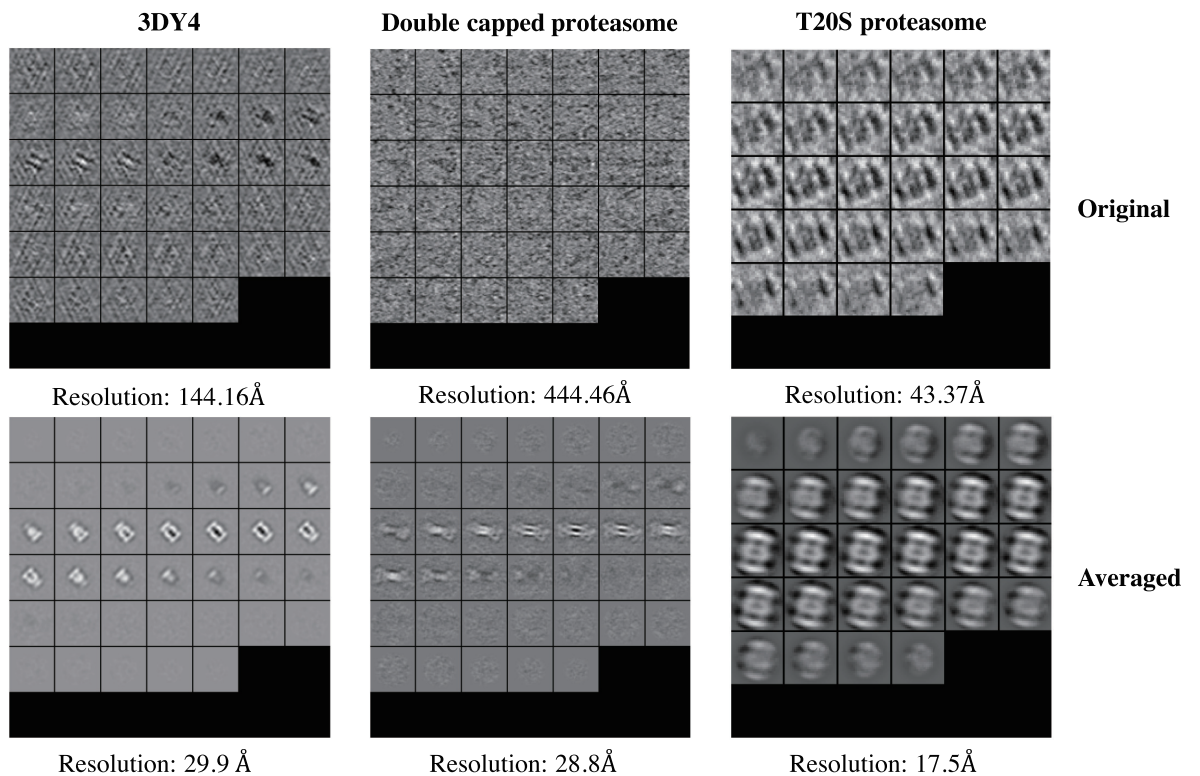 3DY4
Double capped proteasome
T20S proteasome
Original
Resolution: 144.16Å
Resolution: 444.46Å
Resolution: 43.37Å
Averaged
Resolution: 29.9 Å
Resolution: 28.8Å
Resolution: 17.5Å